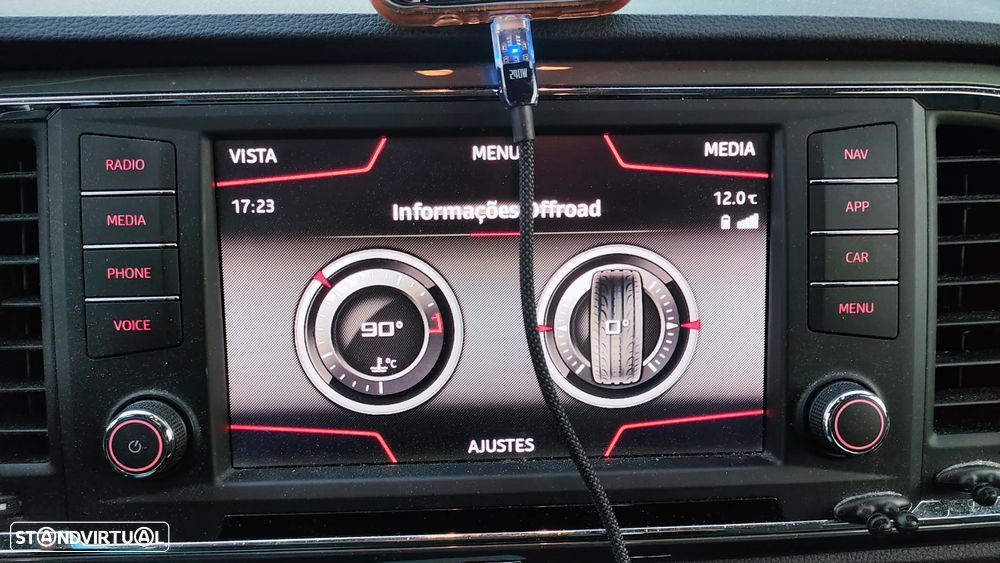 240W
VISTA
MENU
MEDIA
RADIO
MEDIA
PHONE
VOICE
17:23
12.0°C
Informações Offroad
90°
°C
0°
AJUSTES
NAV
APP
CAR
MENU
STANDVIRTUAL